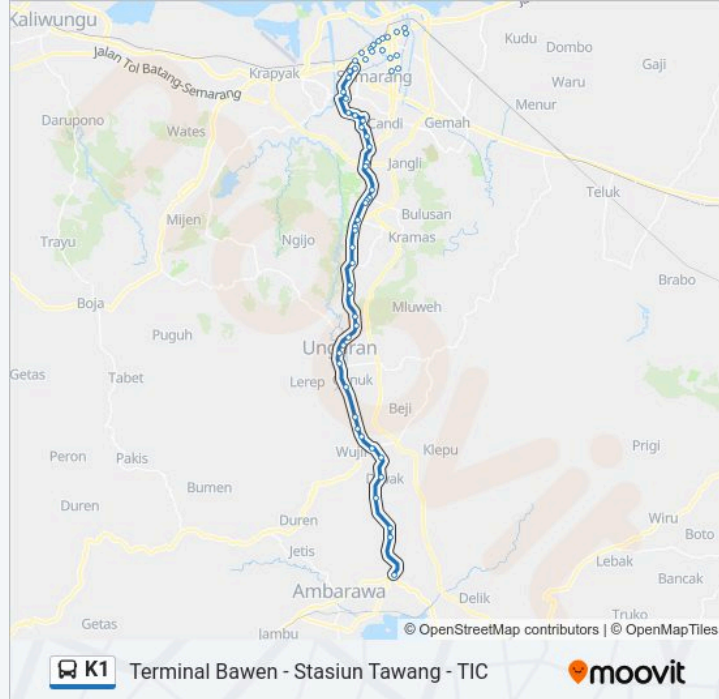 Kaliwungu
Kudu
Dombo
Gaji
Jalan Tol Batang-Semarang
Krapyak
Semarang
Waru
Menur
Darupono
Wates
Candi
Gemah
Jangli
Teluk
Mijen
Bulusan
Trayu
Ngijo
Kramas
Brabo
Boja
Mluweh
Puguh
Ungaran
Getas
Tabet
Lerep
Beji
Peron
Pakis
Wujil
Klepu
Prigi
Bumen
Duren
Duren
Wiru
Boto
Jetis
Lebak
Bancak
Ambarawa
Delik
Truko
Getas
Jambu
© OpenStreetMap contributors | © OpenMapTiles
K1 Terminal Bawen - Stasiun Tawang - TIC
moovit